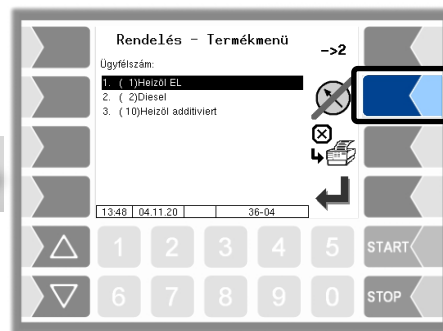 Rendelés - Termékmenü
->2
Ügyfélszám:
1. ( 1)Heizöl EL
2. ( 2)Diesel
3. ( 10)Heizöl additiviert
13:48 04.11.20 36-04
1 2 3 4 5 START
6 7 8 9 0 STOP